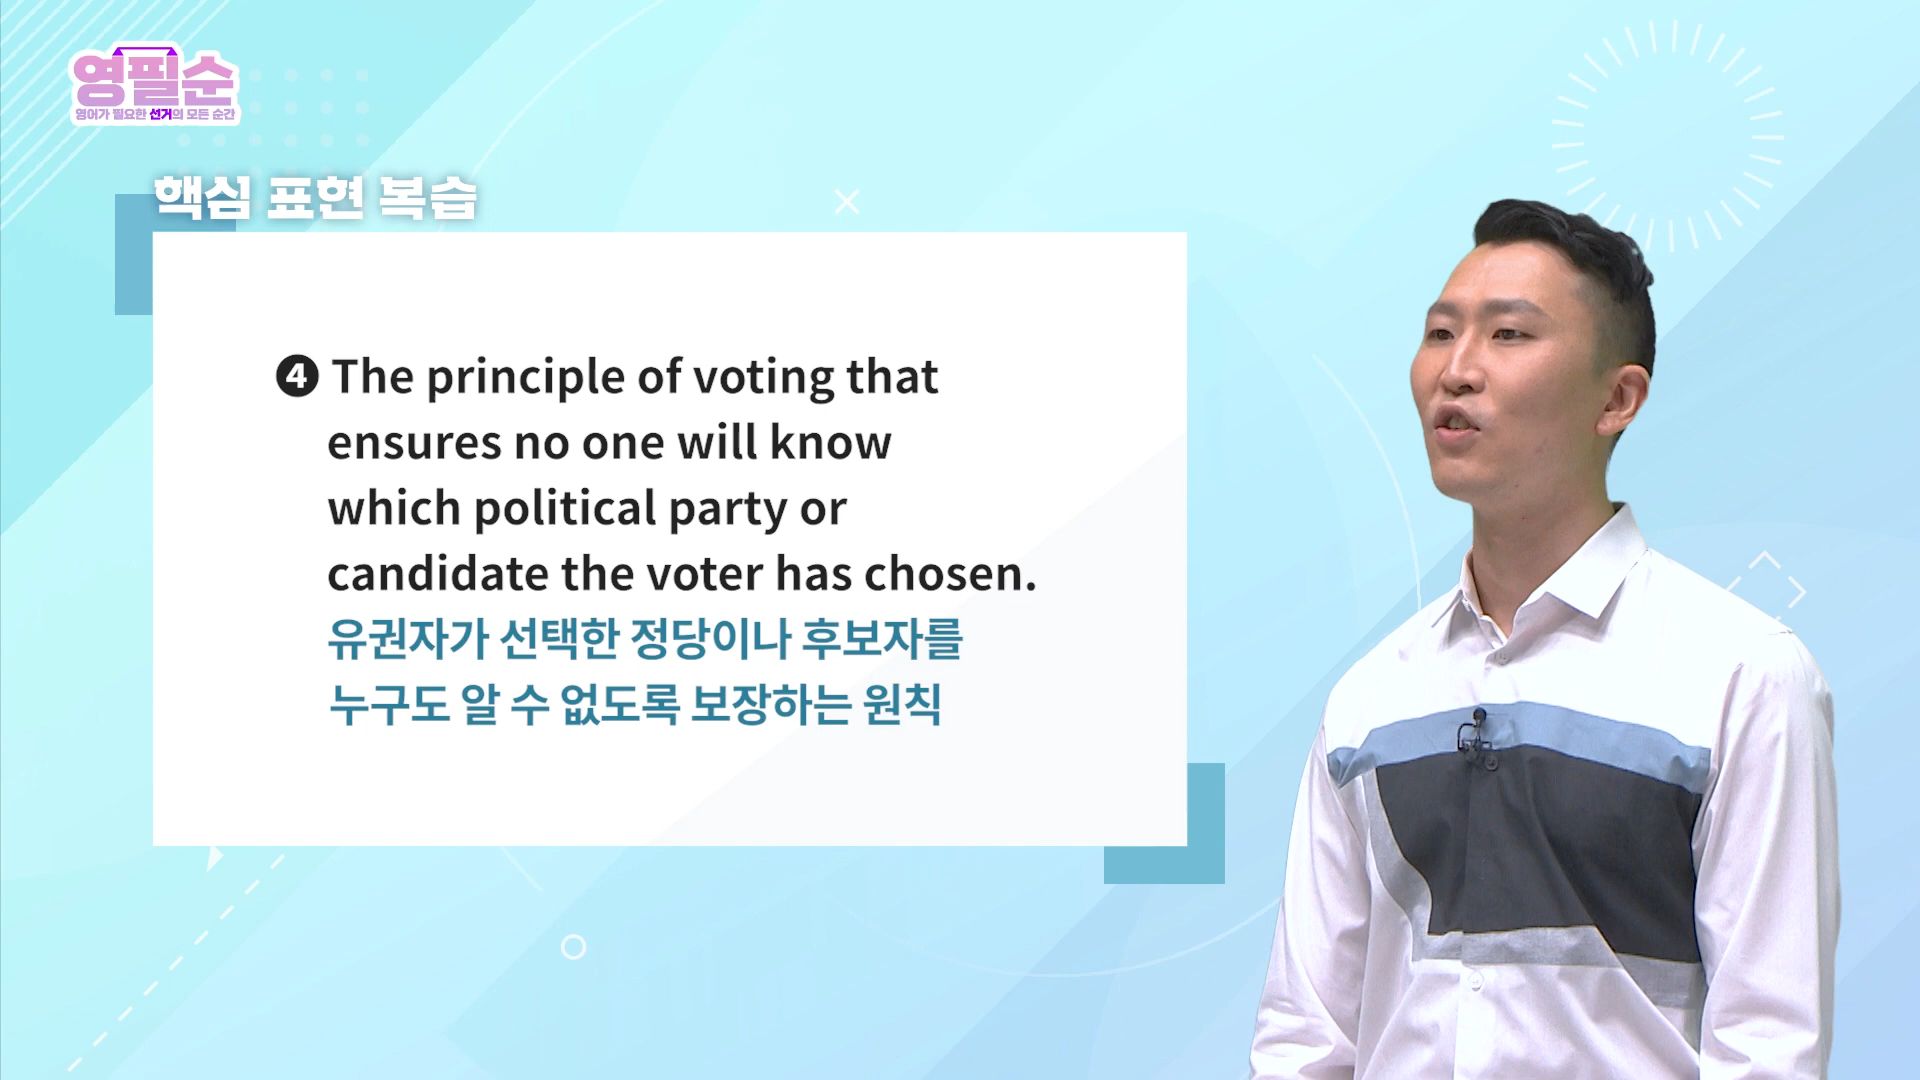 영필순
영어가 필요한 선거의 모든 순간
핵심 표현 복습
❹ The principle of voting that
ensures no one will know
which political party or
candidate the voter has chosen.
유권자가 선택한 정당이나 후보자를
누구도 알 수 없도록 보장하는 원칙